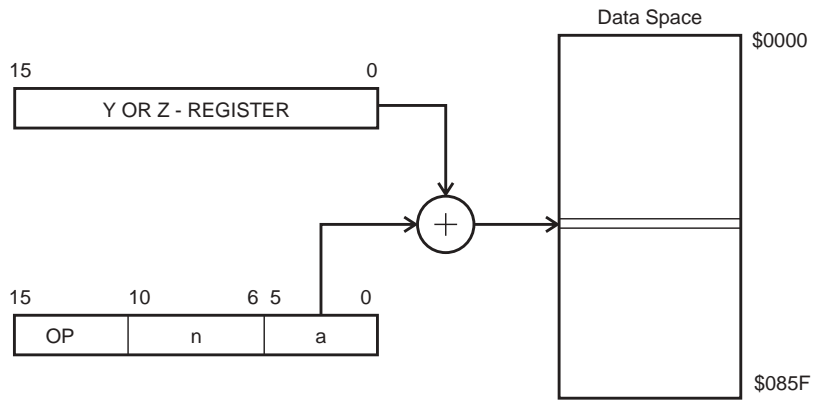 Data Space
$0000
15 0
Y OR Z - REGISTER
+
15 10 6 5 0
OP n a
$085F